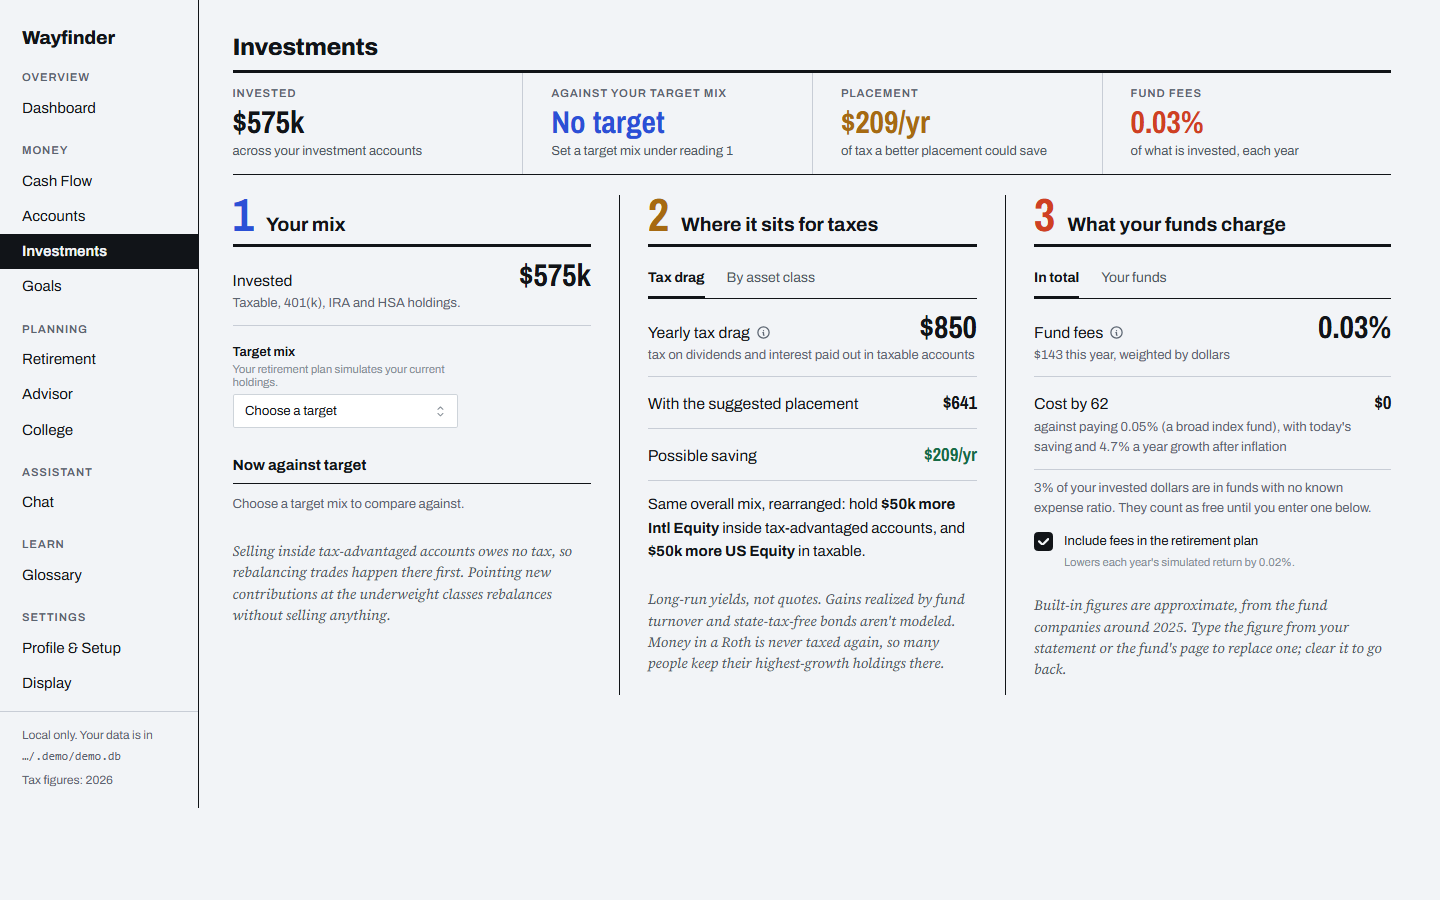 Wayfinder
OVERVIEW
Dashboard
MONEY
Cash Flow
Accounts
Investments
Goals
PLANNING
Retirement
Advisor
College
ASSISTANT
Chat
LEARN
Glossary
SETTINGS
Profile & Setup
Display
Local only. Your data is in
…/.demo/demo.db
Tax figures: 2026
Investments
INVESTED
$575k
across your investment accounts
AGAINST YOUR TARGET MIX
No target
Set a target mix under reading 1
PLACEMENT
$209/yr
of tax a better placement could save
FUND FEES
0.03%
of what is invested, each year
1 Your mix
Invested $575k
Taxable, 401(k), IRA and HSA holdings.
Target mix
Your retirement plan simulates your current
holdings.
Choose a target
Now against target
Choose a target mix to compare against.
Selling inside tax-advantaged accounts owes no tax, so
rebalancing trades happen there first. Pointing new
contributions at the underweight classes rebalances
without selling anything.
2 Where it sits for taxes
Tax drag By asset class
Yearly tax drag $850
tax on dividends and interest paid out in taxable accounts
With the suggested placement $641
Possible saving $209/yr
Same overall mix, rearranged: hold $50k more
Intl Equity inside tax-advantaged accounts, and
$50k more US Equity in taxable.
Long-run yields, not quotes. Gains realized by fund
turnover and state-tax-free bonds aren't modeled.
Money in a Roth is never taxed again, so many
people keep their highest-growth holdings there.
3 What your funds charge
In total Your funds
Fund fees 0.03%
$143 this year, weighted by dollars
Cost by 62 $0
against paying 0.05% (a broad index fund), with today's
saving and 4.7% a year growth after inflation
3% of your invested dollars are in funds with no known
expense ratio. They count as free until you enter one below.
Include fees in the retirement plan
Lowers each year's simulated return by 0.02%.
Built-in figures are approximate, from the fund
companies around 2025. Type the figure from your
statement or the fund's page to replace one; clear it to go
back.